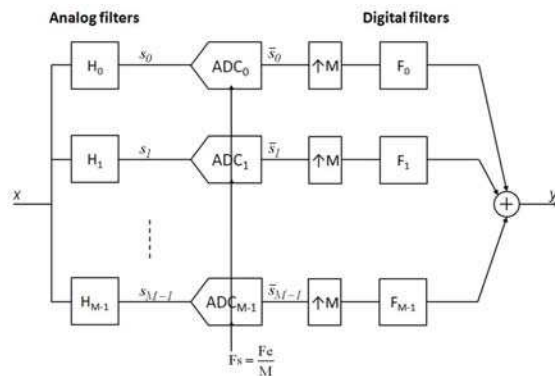 Analog filters Digital filters
H0 s0 ADC0 s̄0 ↑M F0
H1 s1 ADC1 s̄1 ↑M F1
x y
+
HM-1 sM−1 ADCM-1 s̄M−1 ↑M FM-1
Fs = Fe/M